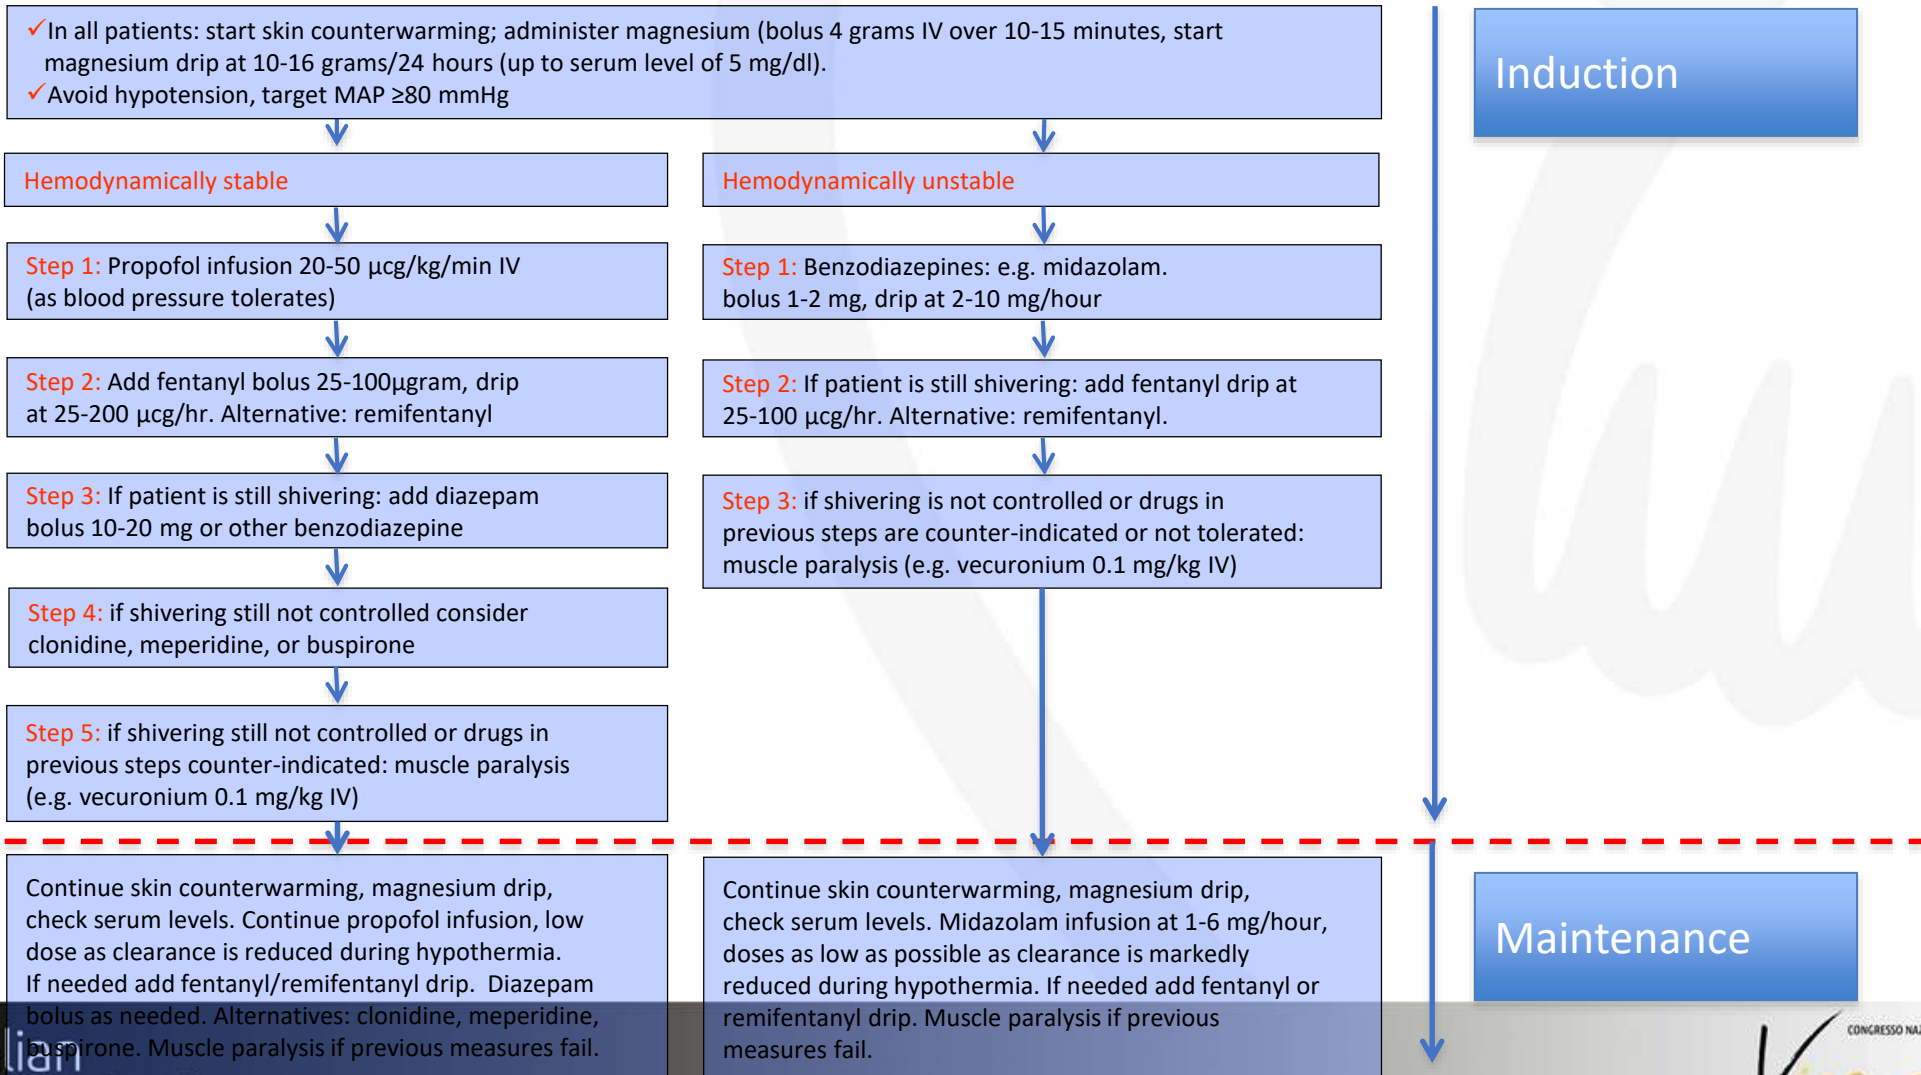 ✓In all patients: start skin counterwarming; administer magnesium (bolus 4 grams IV over 10-15 minutes, start
magnesium drip at 10-16 grams/24 hours (up to serum level of 5 mg/dl).
✓Avoid hypotension, target MAP ≥80 mmHg
Induction
Hemodynamically stable
Step 1: Propofol infusion 20-50 µcg/kg/min IV
(as blood pressure tolerates)
Step 2: Add fentanyl bolus 25-100µgram, drip
at 25-200 µcg/hr. Alternative: remifentanyl
Step 3: If patient is still shivering: add diazepam
bolus 10-20 mg or other benzodiazepine
Step 4: if shivering still not controlled consider
clonidine, meperidine, or buspirone
Step 5: if shivering still not controlled or drugs in
previous steps counter-indicated: muscle paralysis
(e.g. vecuronium 0.1 mg/kg IV)
Hemodynamically unstable
Step 1: Benzodiazepines: e.g. midazolam.
bolus 1-2 mg, drip at 2-10 mg/hour
Step 2: If patient is still shivering: add fentanyl drip at
25-100 µcg/hr. Alternative: remifentanyl.
Step 3: if shivering is not controlled or drugs in
previous steps are counter-indicated or not tolerated:
muscle paralysis (e.g. vecuronium 0.1 mg/kg IV)
Continue skin counterwarming, magnesium drip,
check serum levels. Continue propofol infusion, low
dose as clearance is reduced during hypothermia.
If needed add fentanyl/remifentanyl drip. Diazepam
bolus as needed. Alternatives: clonidine, meperidine,
buspirone. Muscle paralysis if previous measures fail.
Continue skin counterwarming, magnesium drip,
check serum levels. Midazolam infusion at 1-6 mg/hour,
doses as low as possible as clearance is markedly
reduced during hypothermia. If needed add fentanyl or
remifentanyl drip. Muscle paralysis if previous
measures fail.
Maintenance
lian
CONGRESSO NAZ